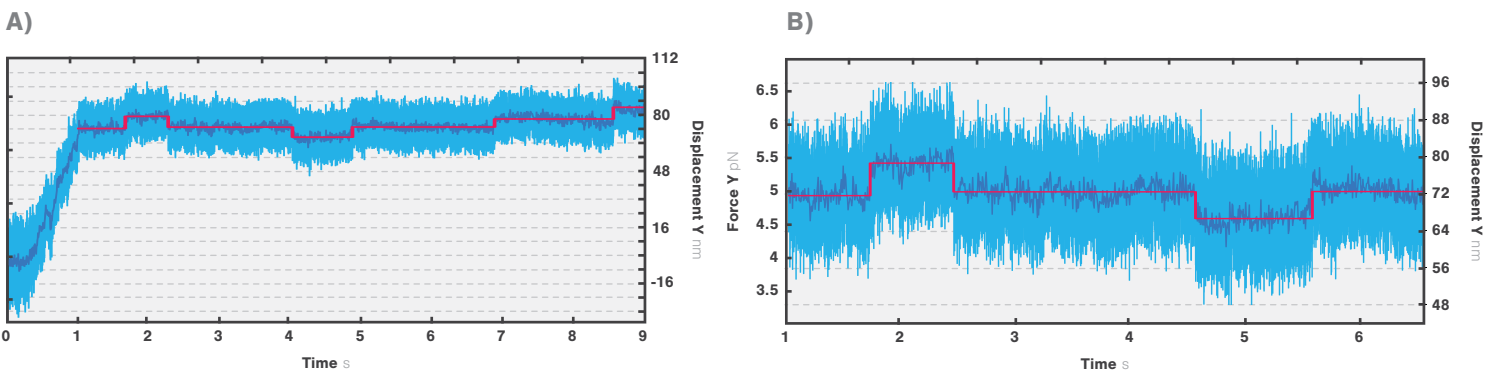 A)
112
80
48
16
-16
Displacement Y nm
0 1 2 3 4 5 6 7 8 9
Time s
B)
6.5
6
5.5
5
4.5
4
3.5
Force Y pN
96
88
80
72
64
56
48
Displacement Y nm
1 2 3 4 5 6
Time s